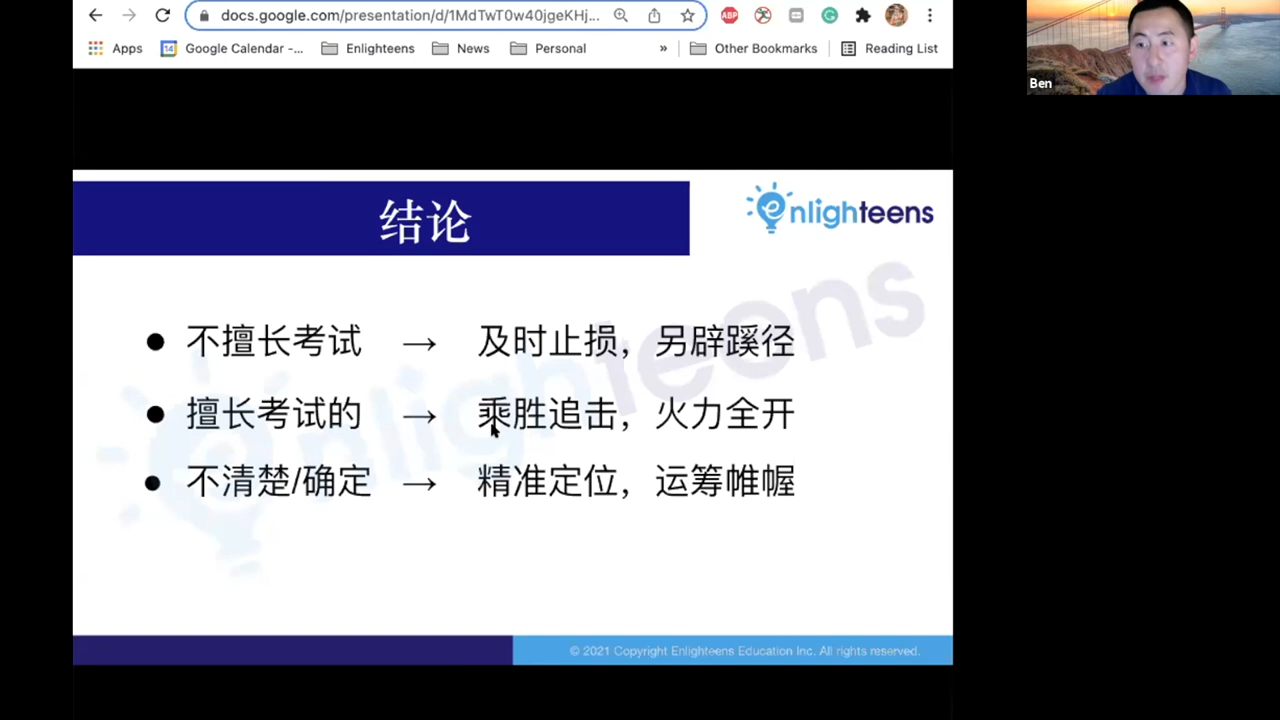 docs.google.com/presentation/d/1MdTwT0w40jgeKHj...
ABP
Apps
14
Google Calendar -...
Enlighteens
News
Personal
»
Other Bookmarks
Reading List
Ben
结论
enlighteens
enlighteens
● 不擅长考试 → 及时止损，另辟蹊径
● 擅长考试的 → 乘胜追击，火力全开
● 不清楚/确定 → 精准定位，运筹帷幄
© 2021 Copyright Enlighteens Education Inc. All rights reserved.